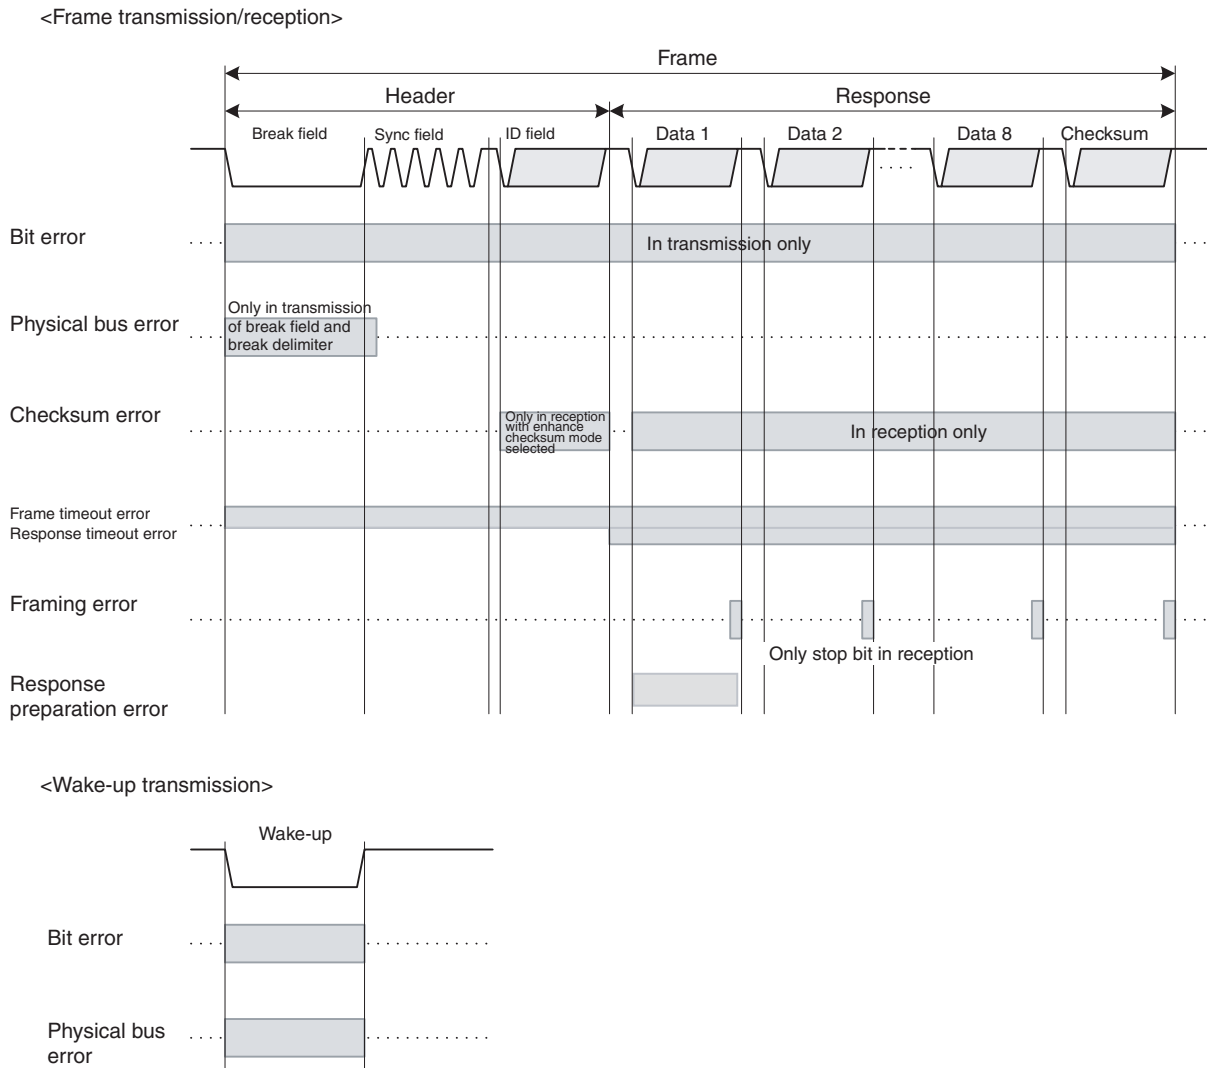 <Frame transmission/reception>
Frame
Header
Response
Break field
Sync field
ID field
Data 1
Data 2
Data 8
Checksum
Bit error
In transmission only
Physical bus error
Only in transmission
of break field and
break delimiter
Checksum error
Only in reception
with enhance
checksum mode
selected
In reception only
Frame timeout error
Response timeout error
Framing error
Only stop bit in reception
Response
preparation error
<Wake-up transmission>
Wake-up
Bit error
Physical bus
error